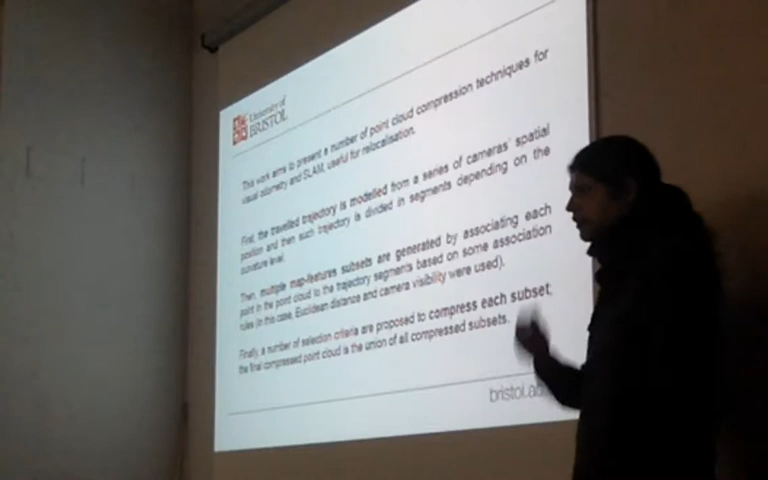 University of
BRISTOL
This work aims to present a number of point cloud compression techniques for
visual odometry and SLAM, useful for relocalisation.
First, the travelled trajectory is modelled from a series of cameras' spatial
position and then such trajectory is divided in segments depending on the
curvature level.
Then, multiple map-features subsets are generated by associating each
point in the point cloud to the trajectory segments based on some association
rules (in this case, Euclidean distance and camera visibility were used).
Finally, a number of selection criteria are proposed to compress each subset;
the final compressed point cloud is the union of all compressed subsets.
bristol.ac